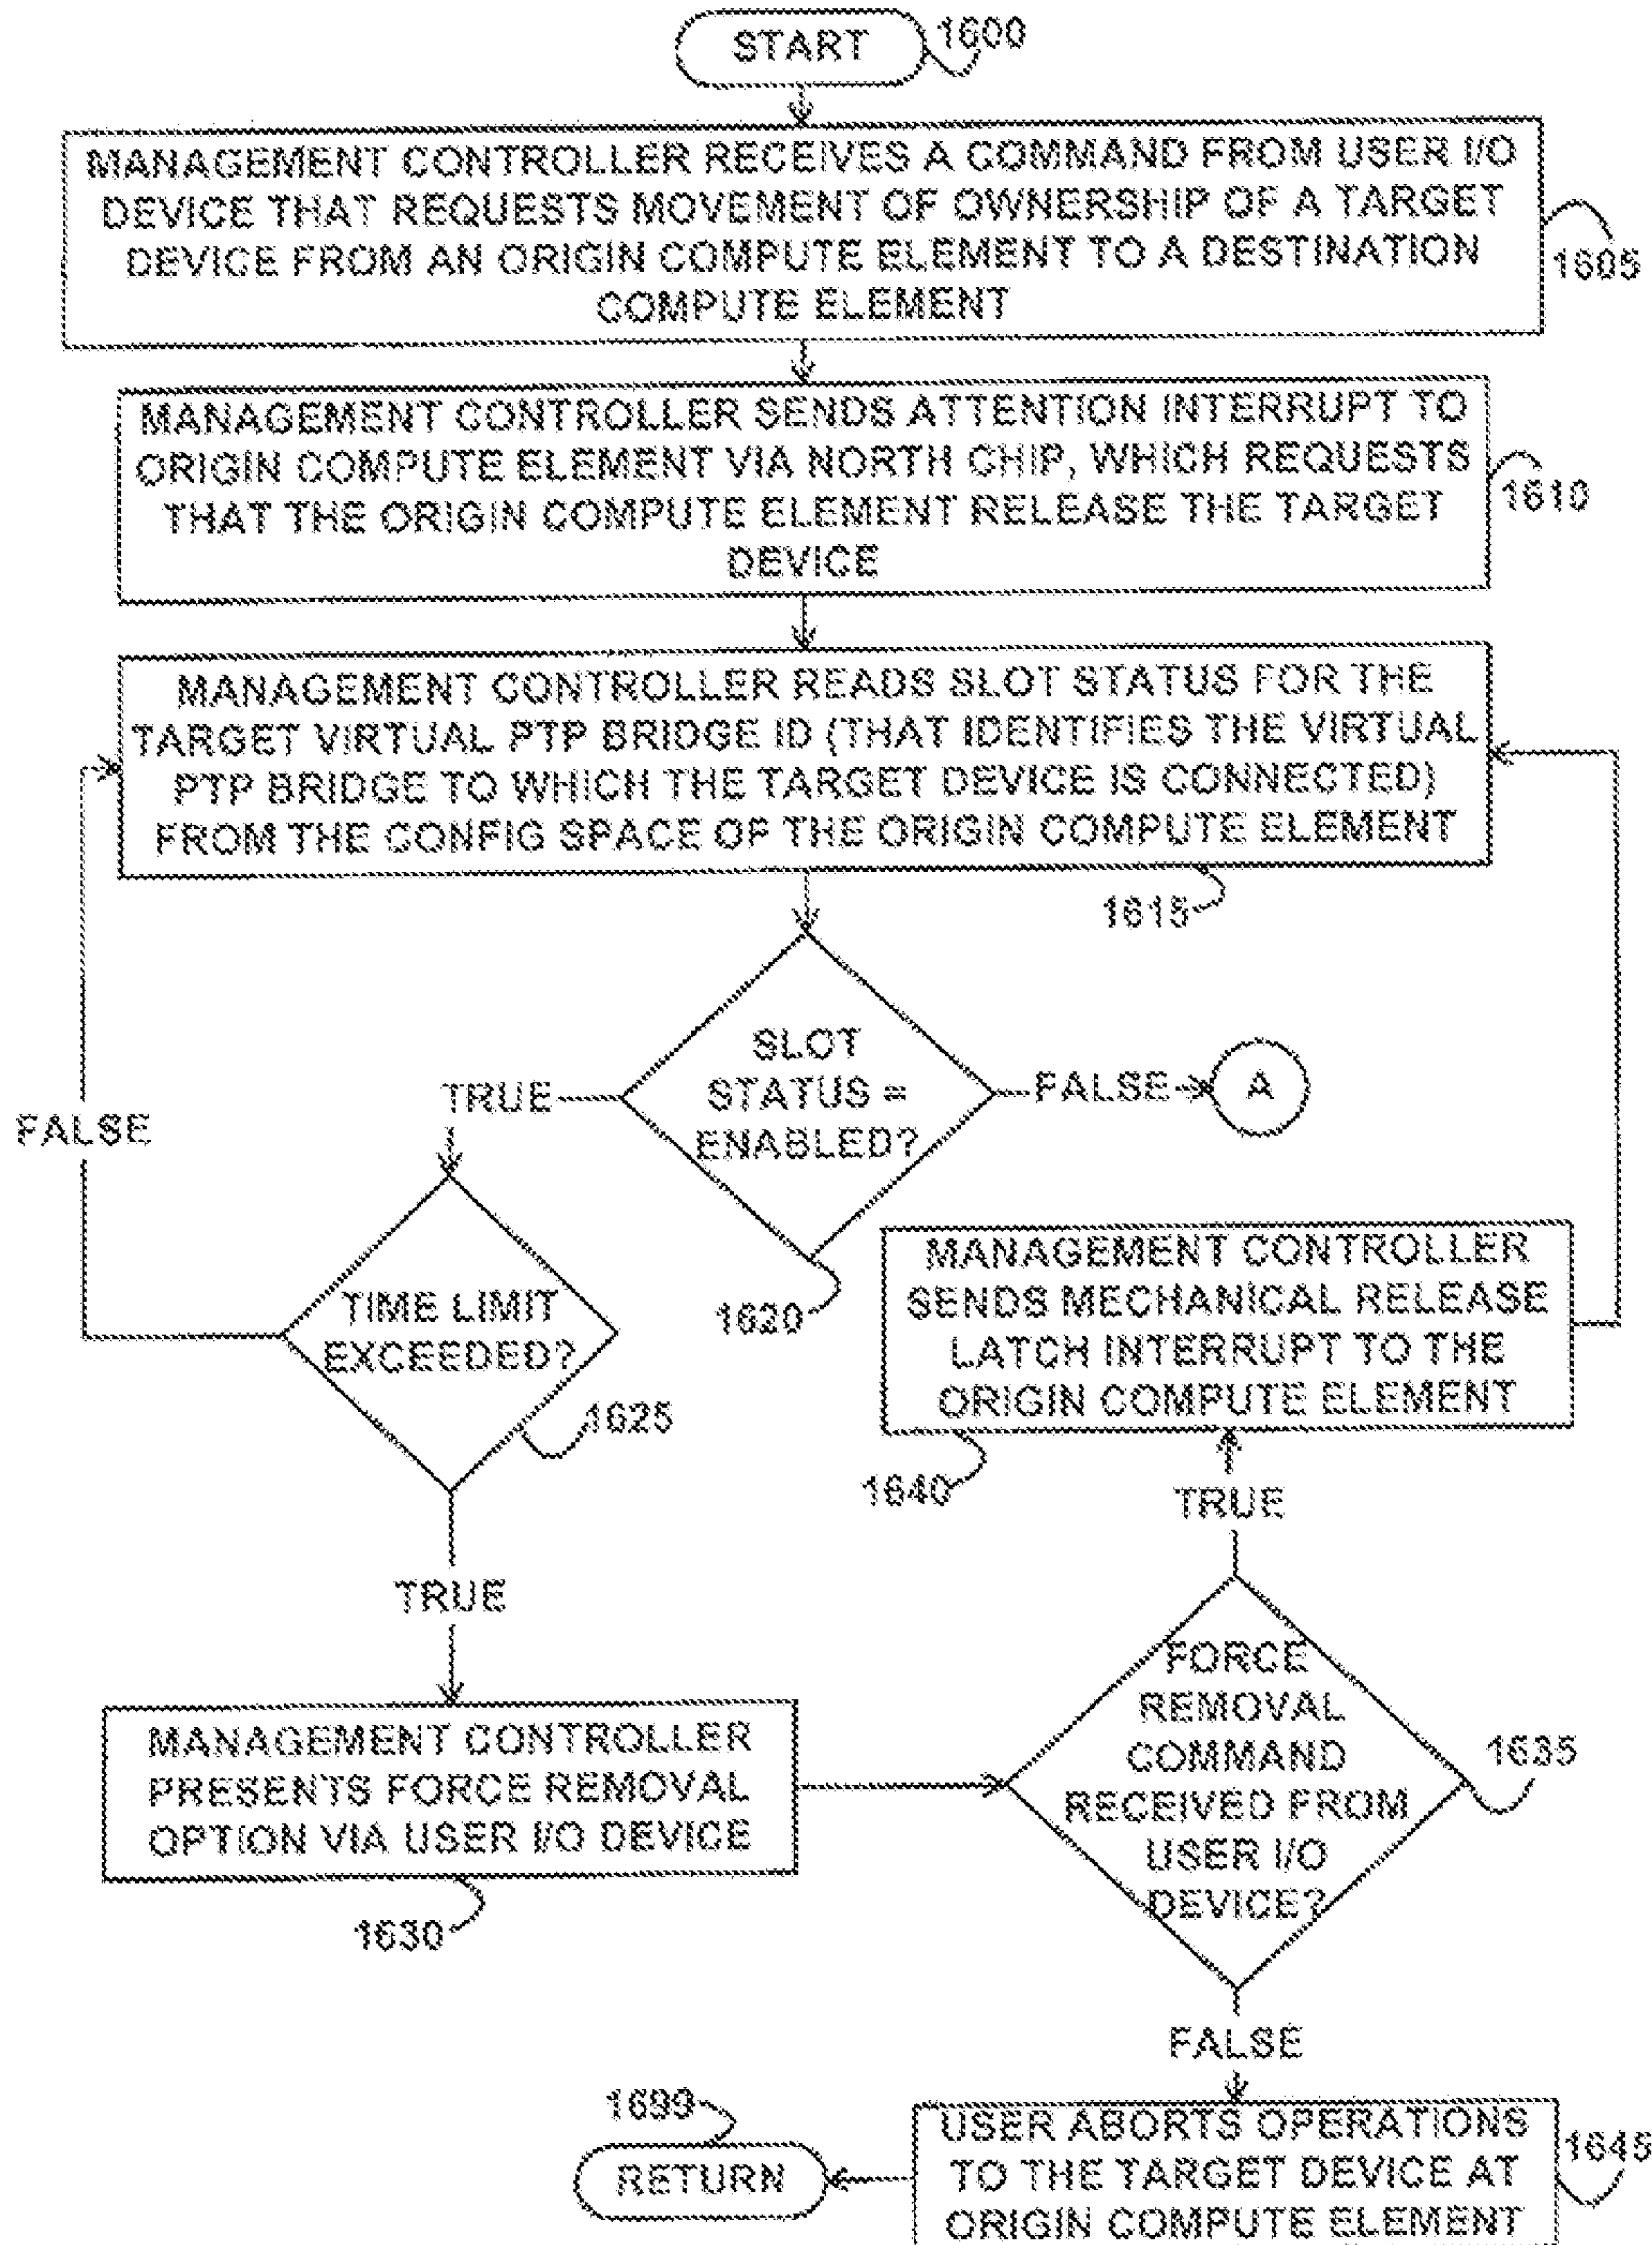 START
1600
MANAGEMENT CONTROLLER RECEIVES A COMMAND FROM USER I/O
DEVICE THAT REQUESTS MOVEMENT OF OWNERSHIP OF A TARGET
DEVICE FROM AN ORIGIN COMPUTE ELEMENT TO A DESTINATION
COMPUTE ELEMENT
1605
MANAGEMENT CONTROLLER SENDS ATTENTION INTERRUPT TO
ORIGIN COMPUTE ELEMENT VIA NORTH CHIP, WHICH REQUESTS
THAT THE ORIGIN COMPUTE ELEMENT RELEASE THE TARGET
DEVICE
1610
MANAGEMENT CONTROLLER READS SLOT STATUS FOR THE
TARGET VIRTUAL PTP BRIDGE ID (THAT IDENTIFIES THE VIRTUAL
PTP BRIDGE TO WHICH THE TARGET DEVICE IS CONNECTED)
FROM THE CONFIG SPACE OF THE ORIGIN COMPUTE ELEMENT
1615
SLOT
STATUS =
ENABLED?
1620
TRUE
FALSE
A
FALSE
TIME LIMIT
EXCEEDED?
1625
TRUE
MANAGEMENT CONTROLLER
SENDS MECHANICAL RELEASE
LATCH INTERRUPT TO THE
ORIGIN COMPUTE ELEMENT
1640
TRUE
MANAGEMENT CONTROLLER
PRESENTS FORCE REMOVAL
OPTION VIA USER I/O DEVICE
1630
FORCE
REMOVAL
COMMAND
RECEIVED FROM
USER I/O
DEVICE?
1635
FALSE
USER ABORTS OPERATIONS
TO THE TARGET DEVICE AT
ORIGIN COMPUTE ELEMENT
1645
1699
RETURN